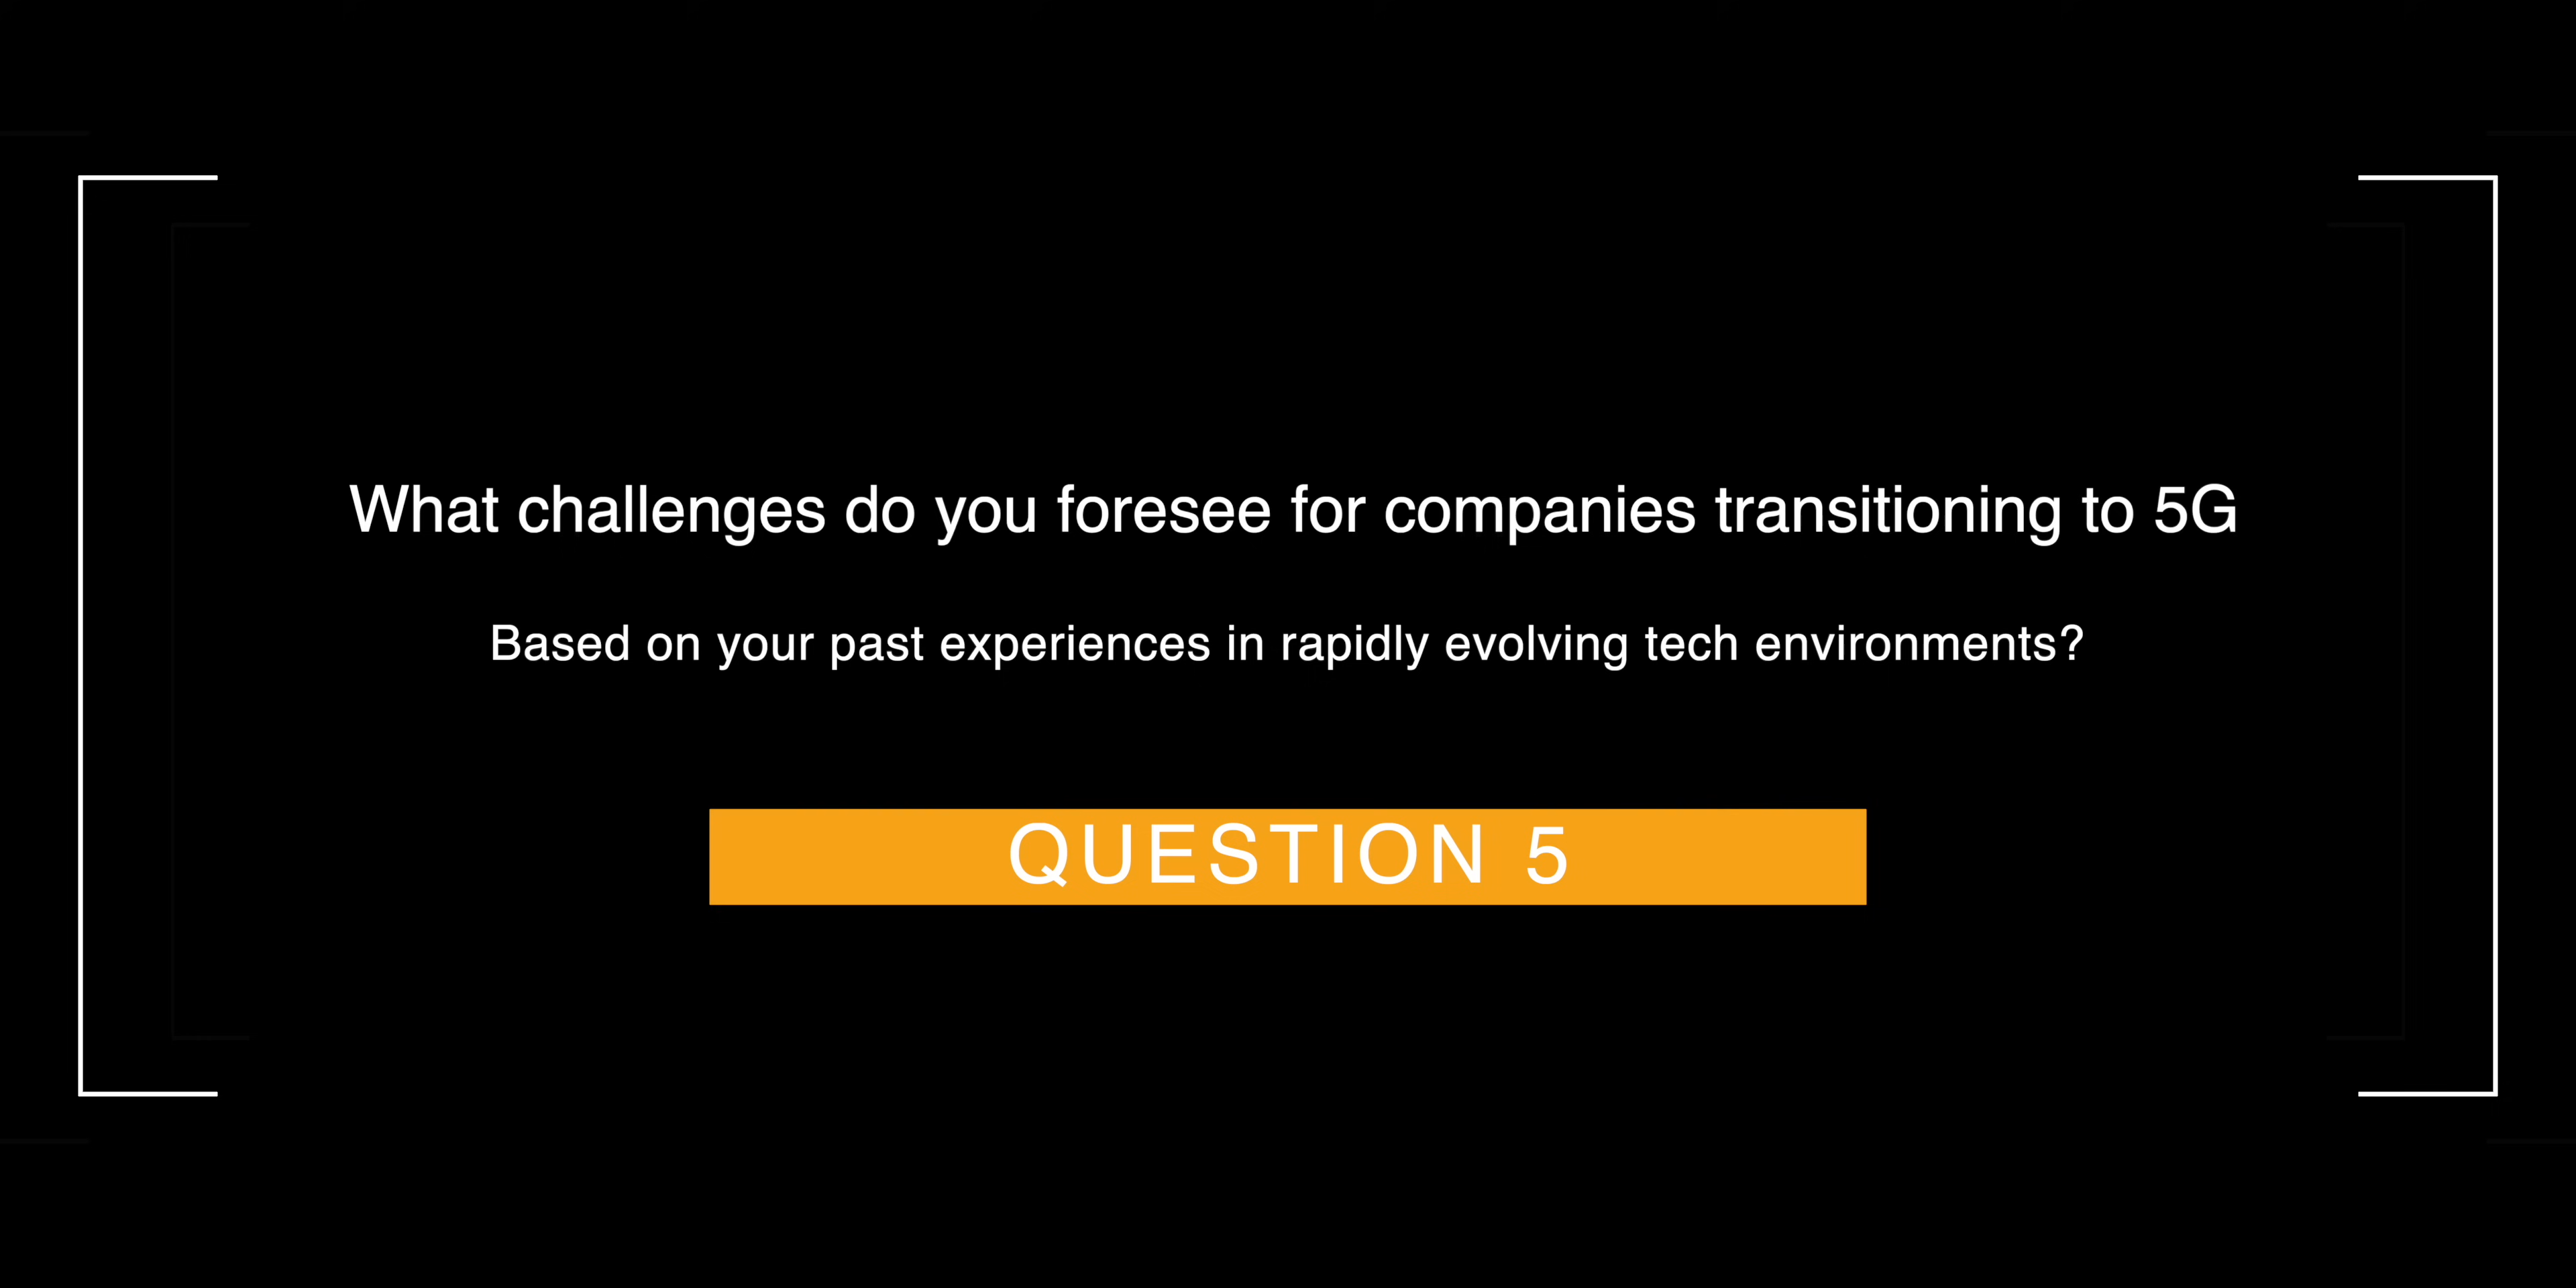 What challenges do you foresee for companies transitioning to 5G
Based on your past experiences in rapidly evolving tech environments?
QUESTION 5